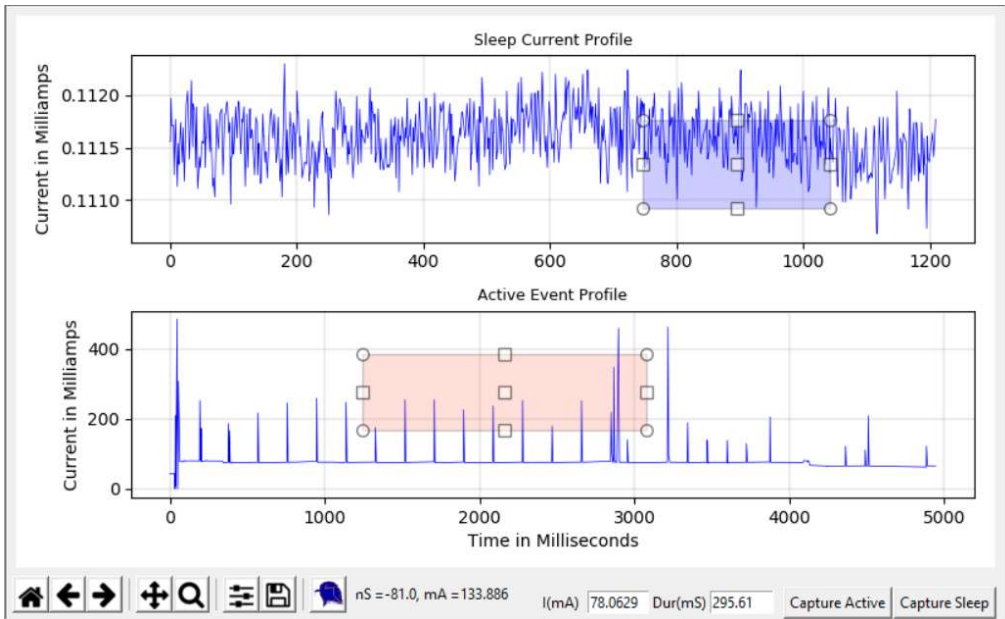 Sleep Current Profile
Current in Milliamps
0.1120
0.1115
0.1110
0 200 400 600 800 1000 1200
Active Event Profile
Current in Milliamps
400
200
0
0 1000 2000 3000 4000 5000
Time in Milliseconds
nS =-81.0, mA =133.886 I(mA) 78.0629 Dur(mS) 295.61 Capture Active Capture Sleep